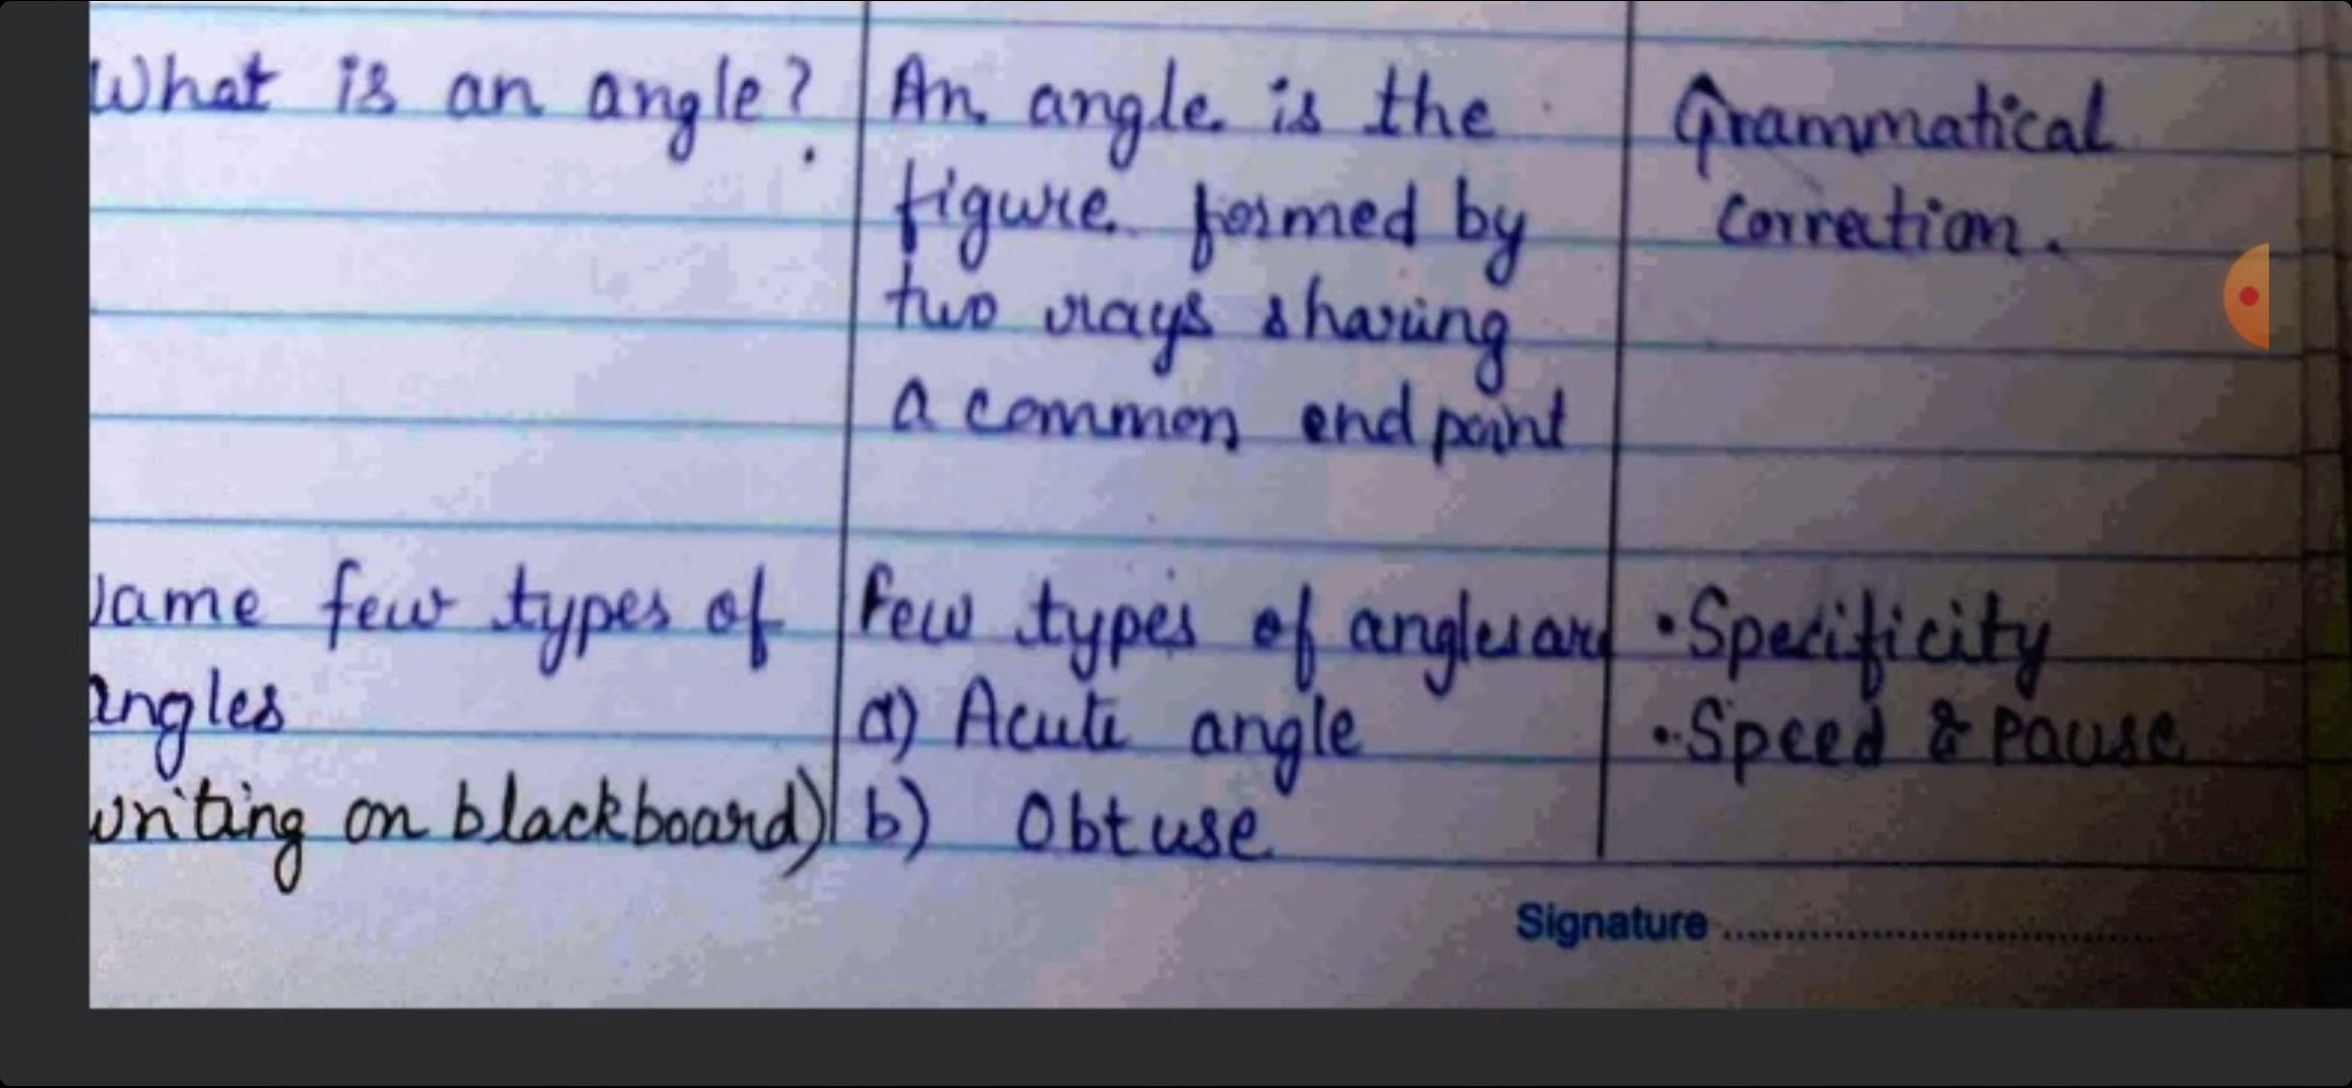 What is an angle?
An angle is the
figure formed by
two rays sharing
a common end point
Grammatical
correction.
ame few types of
angles
writing on blackboard)
Few types of angles are
a) Acute angle
b) Obtuse
• Specificity
• Speed & Pause
Signature